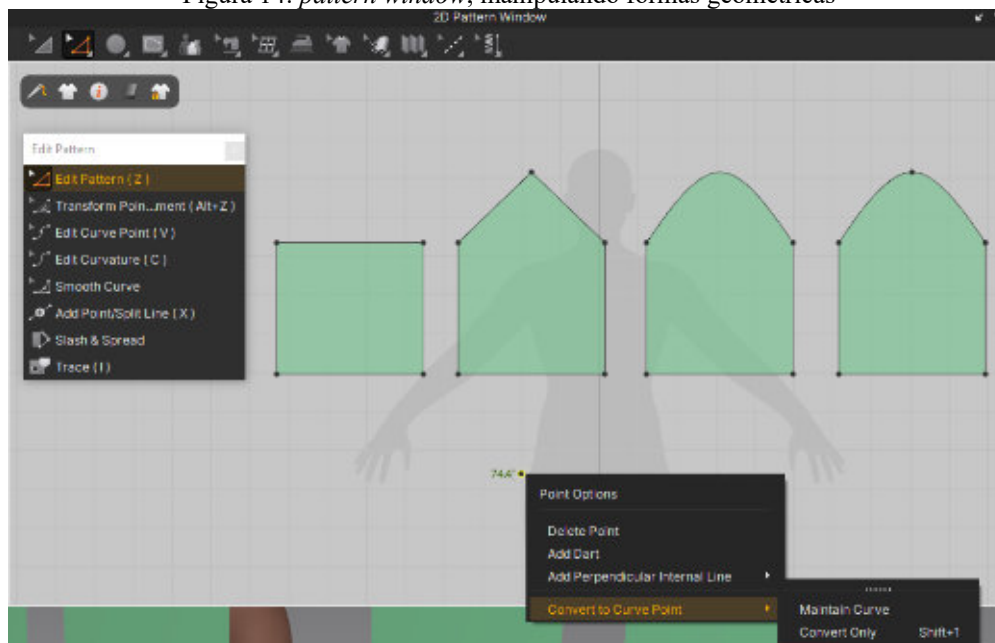 Figura 14: pattern window, manipulando formas geométricas
2D Pattern Window
Edit Pattern
Edit Pattern ( Z )
Transform Poin...ment ( Alt+Z )
Edit Curve Point ( V )
Edit Curvature ( C )
Smooth Curve
Add Point/Split Line ( X )
Slash & Spread
Trace ( I )
74.4°
Point Options
Delete Point
Add Dart
Add Perpendicular Internal Line
Convert to Curve Point
Maintain Curve
Convert Only Shift+1